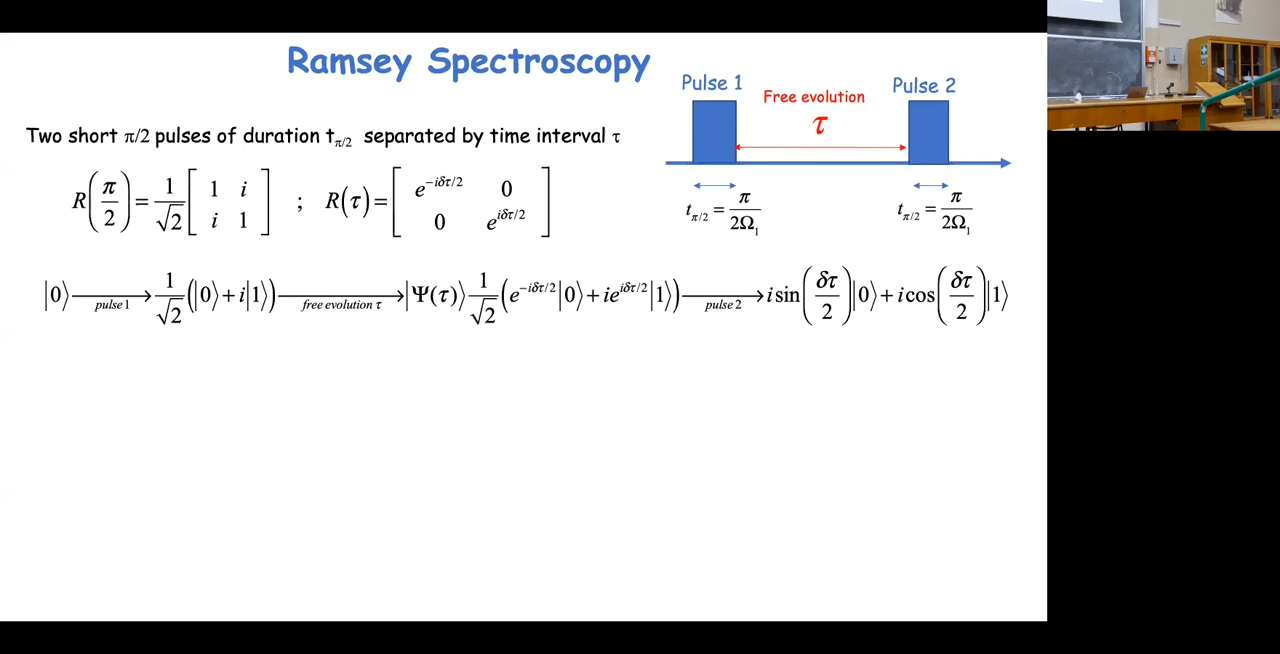 Ramsey Spectroscopy
Pulse 1
Pulse 2
Free evolution
τ
Two short π/2 pulses of duration t_{π/2} separated by time interval τ
R(π/2) = 1/√2 [1 i; i 1] ; R(τ) = [e^{-iδτ/2} 0; 0 e^{iδτ/2}]
t_{π/2} = π/2Ω₁
t_{π/2} = π/2Ω₁
|0⟩ →_{pulse 1} 1/√2 (|0⟩ + i|1⟩) →_{free evolution τ} |Ψ(τ)⟩ 1/√2 (e^{-iδτ/2}|0⟩ + ie^{iδτ/2}|1⟩) →_{pulse 2} i sin(δτ/2)|0⟩ + i cos(δτ/2)|1⟩